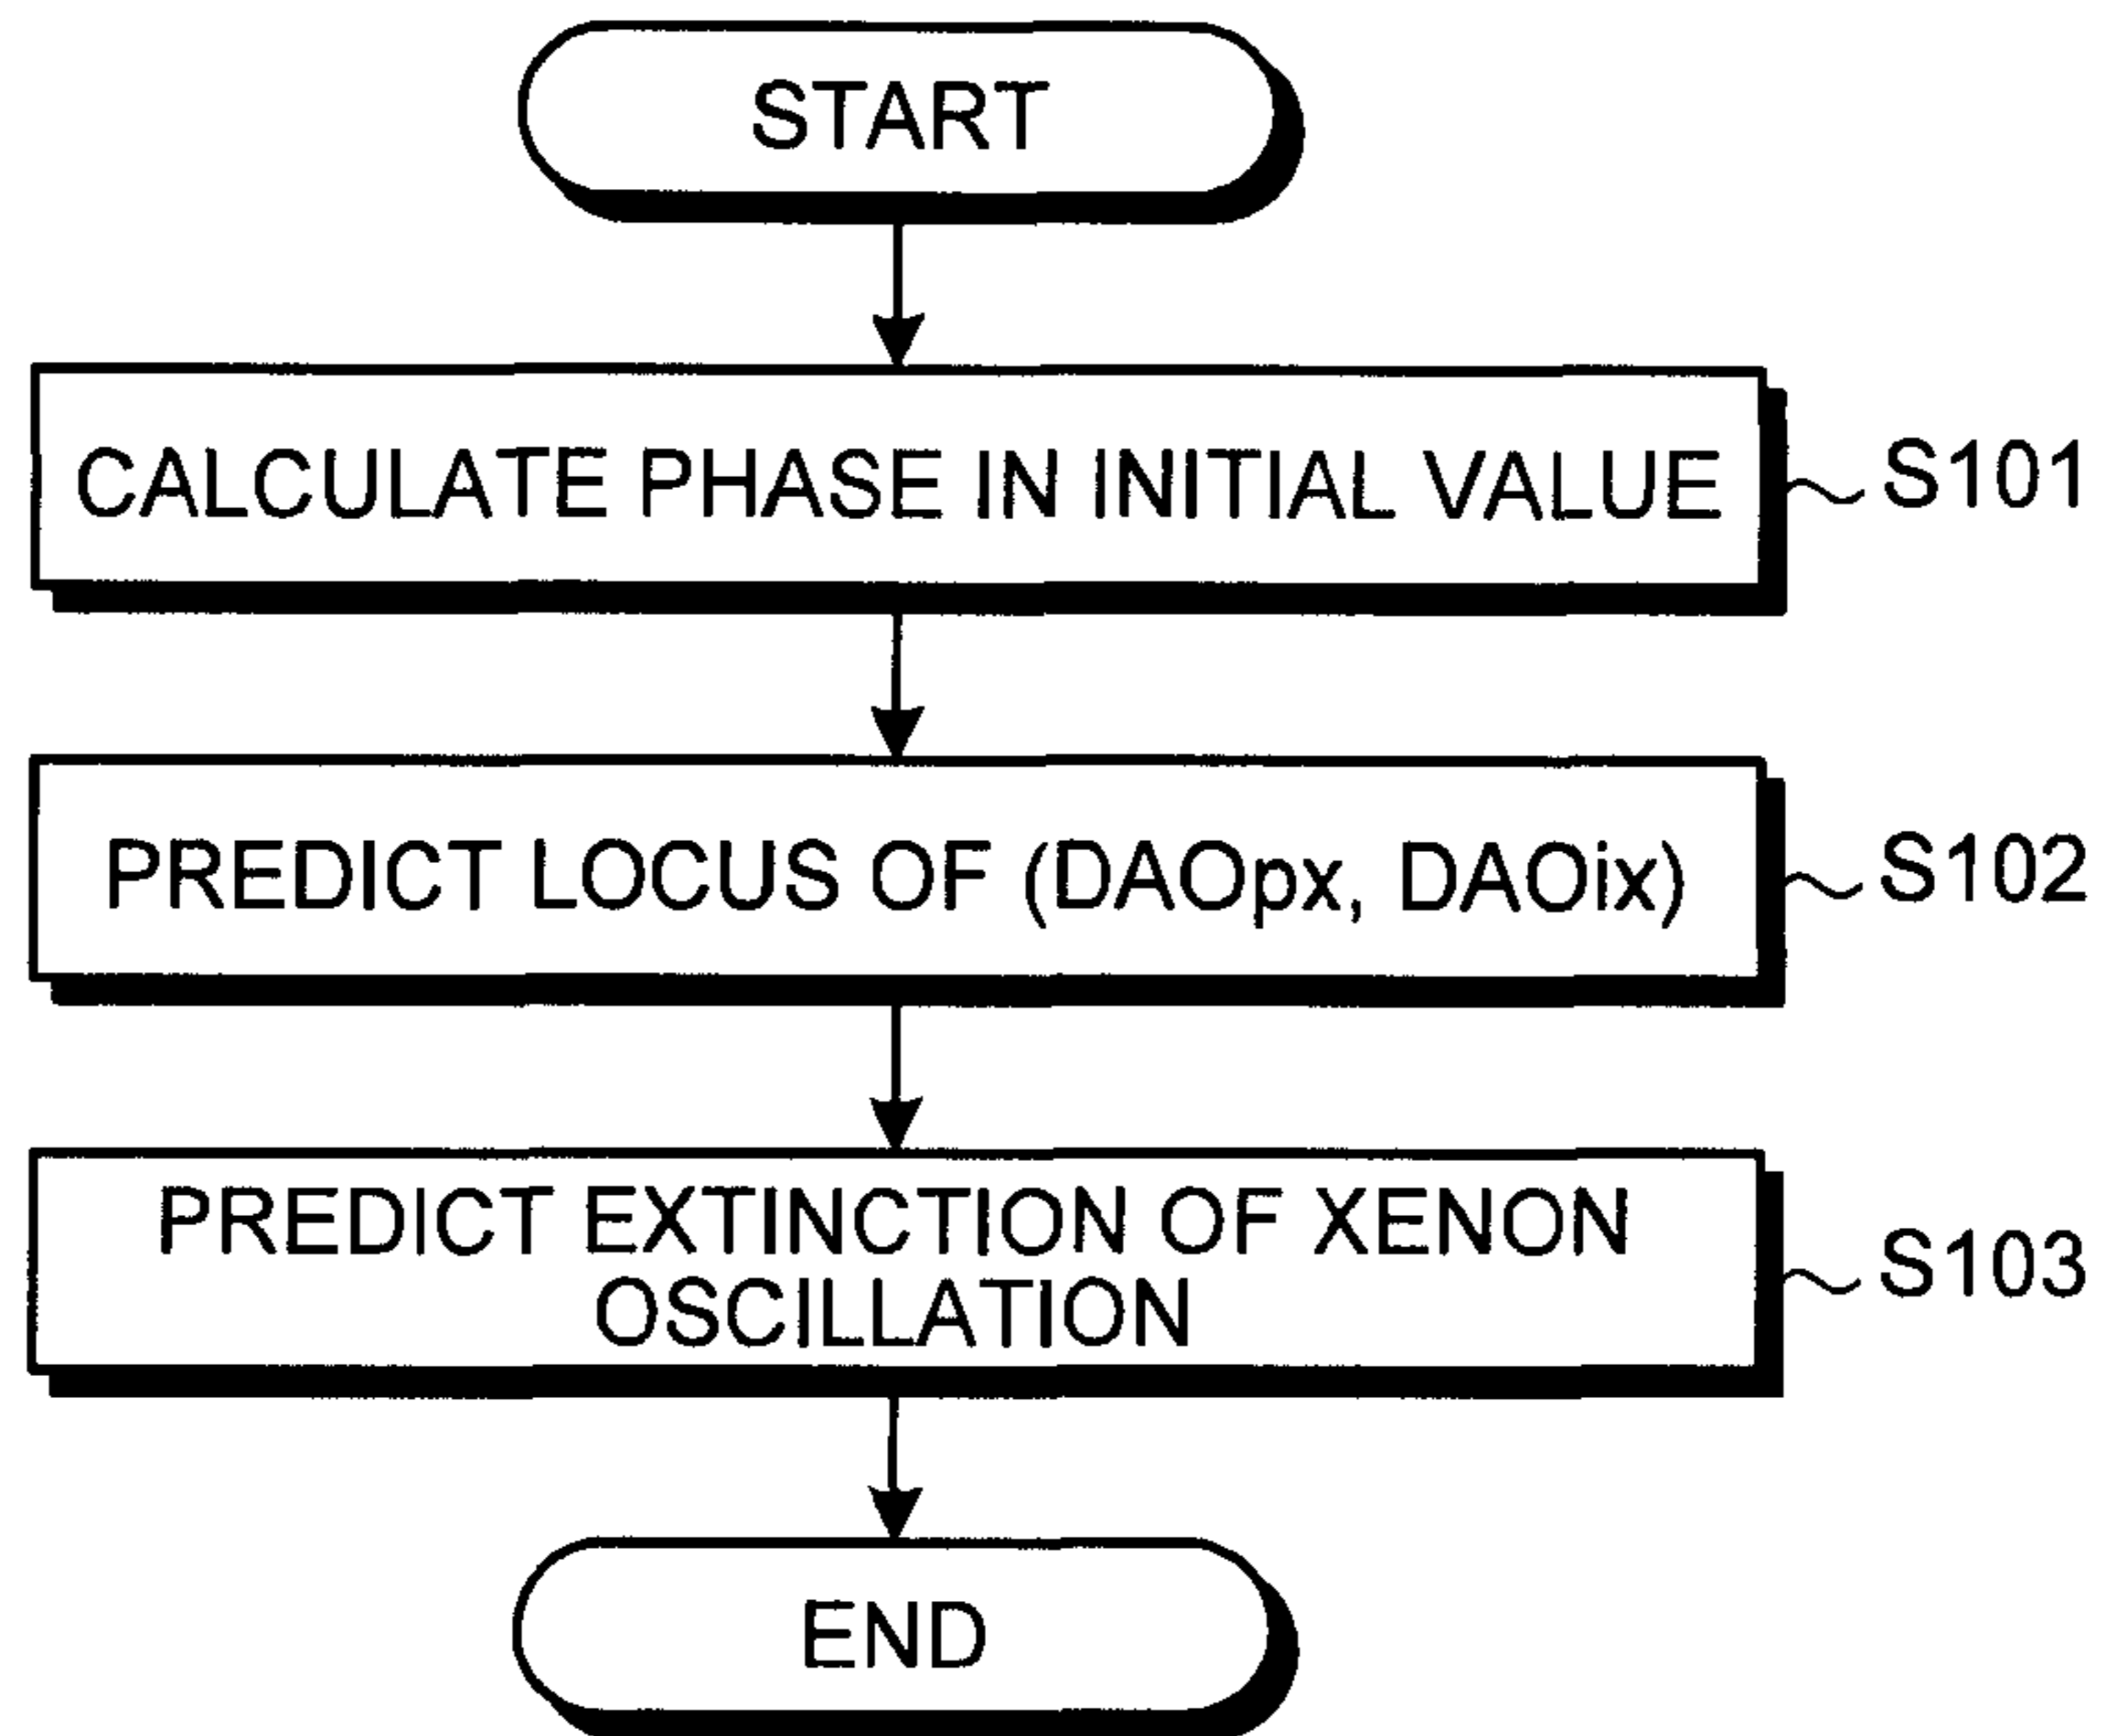 START
CALCULATE PHASE IN INITIAL VALUE
S101
PREDICT LOCUS OF (DAOpx, DAOix)
S102
PREDICT EXTINCTION OF XENON
OSCILLATION
S103
END